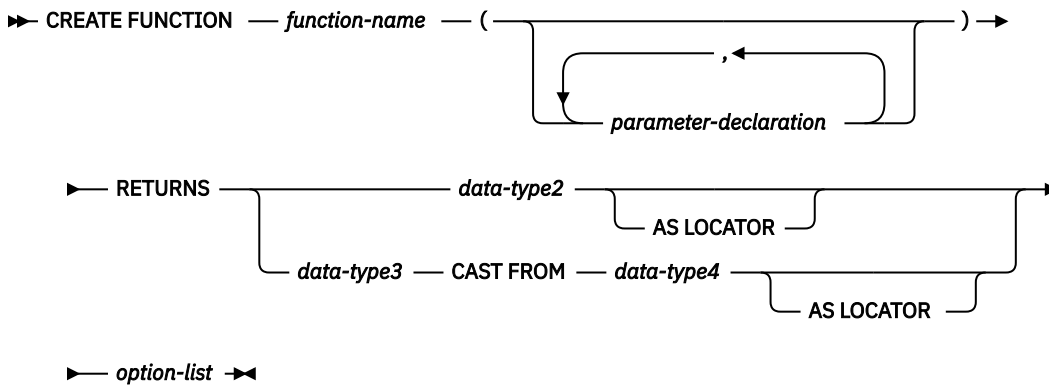 CREATE FUNCTION function-name ( )
,
parameter-declaration
RETURNS data-type2
AS LOCATOR
data-type3 CAST FROM data-type4
AS LOCATOR
option-list